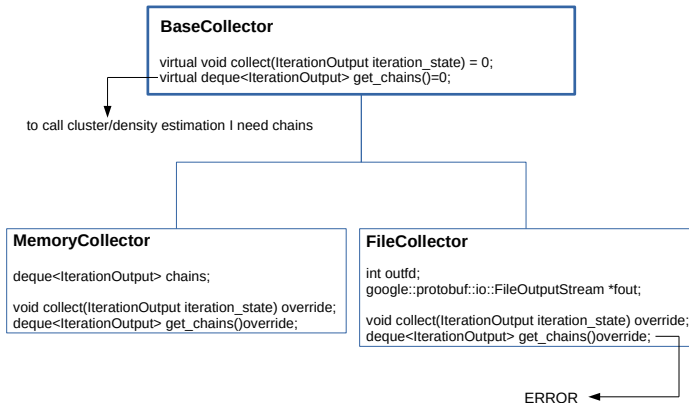 BaseCollector
virtual void collect(IterationOutput iteration_state) = 0;
virtual deque<IterationOutput> get_chains()=0;
to call cluster/density estimation I need chains
MemoryCollector
deque<IterationOutput> chains;
void collect(IterationOutput iteration_state) override;
deque<IterationOutput> get_chains()override;
FileCollector
int outfd;
google::protobuf::io::FileOutputStream *fout;
void collect(IterationOutput iteration_state) override;
deque<IterationOutput> get_chains()override;
ERROR